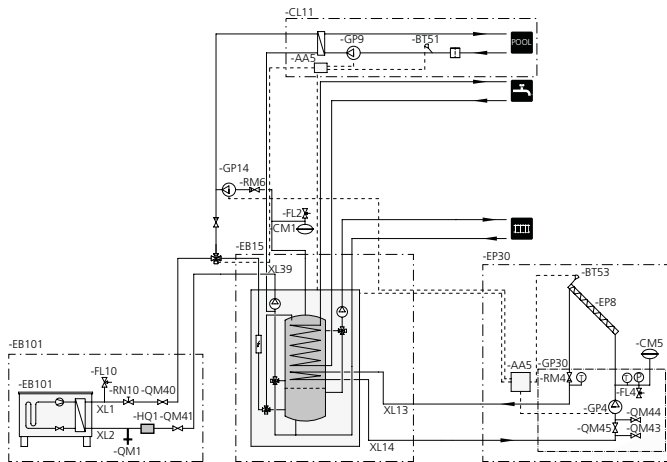 -CL11
-GP9
-BT51
POOL
-AA5
-GP14
-RM6
-FL2
CM1
-EB15
XL39
-EP30
-BT53
-EP8
-EB101
-FL10
-EB101
-RN10
-QM40
XL1
-HQ1
-QM41
XL2
-QM1
XL13
XL14
-AA5
-GP30
-RM4
T
T
P
-CM5
-FL4
-GP4
-QM44
-QM45
-QM43